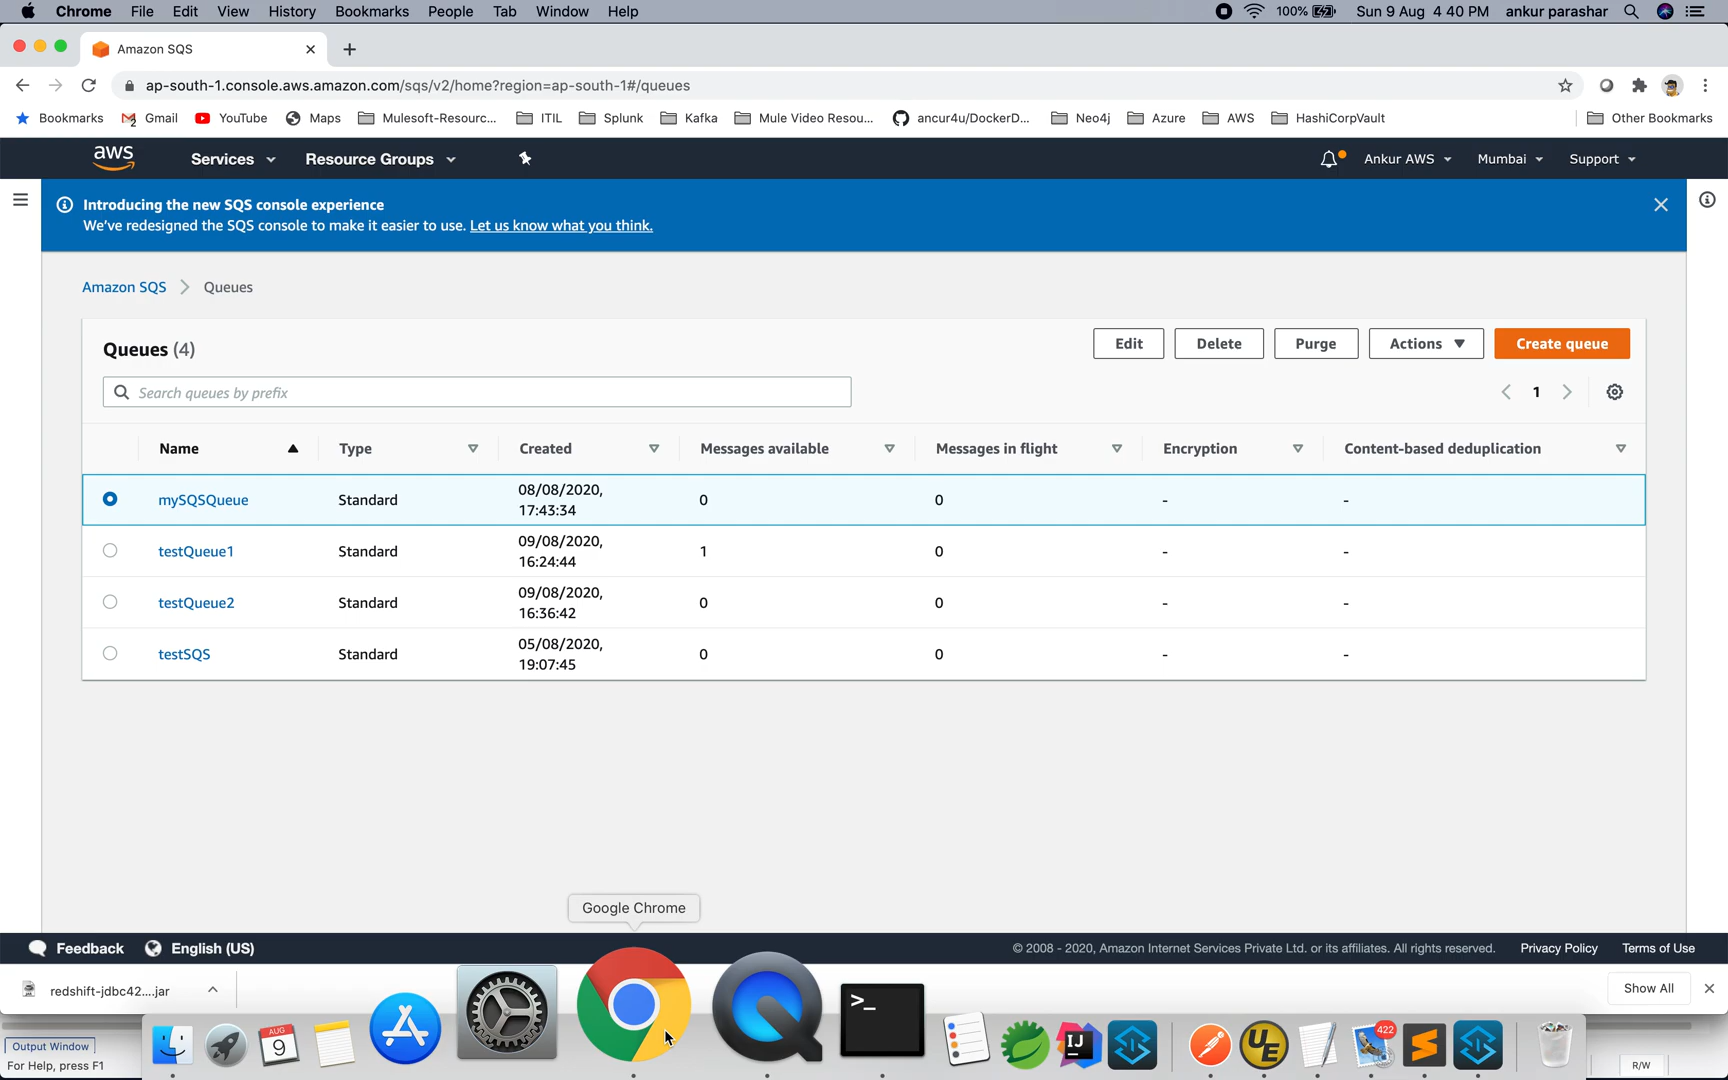 Chrome File Edit View History Bookmarks People Tab Window Help 100% Sun 9 Aug 4 40 PM ankur parashar
Amazon SQS
ap-south-1.console.aws.amazon.com/sqs/v2/home?region=ap-south-1#/queues
Bookmarks Gmail YouTube Maps Mulesoft-Resourc... ITIL Splunk Kafka Mule Video Resou... ancur4u/DockerD... Neo4j Azure AWS HashiCorpVault Other Bookmarks
aws Services Resource Groups Ankur AWS Mumbai Support
Introducing the new SQS console experience
We've redesigned the SQS console to make it easier to use. Let us know what you think.
Amazon SQS Queues
Queues (4) Edit Delete Purge Actions Create queue
Search queues by prefix 1
Name Type Created Messages available Messages in flight Encryption Content-based deduplication
mySQSQueue Standard 08/08/2020, 17:43:34 0 0 - -
testQueue1 Standard 09/08/2020, 16:24:44 1 0 - -
testQueue2 Standard 09/08/2020, 16:36:42 0 0 - -
testSQS Standard 05/08/2020, 19:07:45 0 0 - -
Google Chrome
Feedback English (US) © 2008 - 2020, Amazon Internet Services Private Ltd. or its affiliates. All rights reserved. Privacy Policy Terms of Use
redshift-jdbc42....jar Show All
AUG
9
>_
IJ
UE
422
Output Window
For Help, press F1 R/W